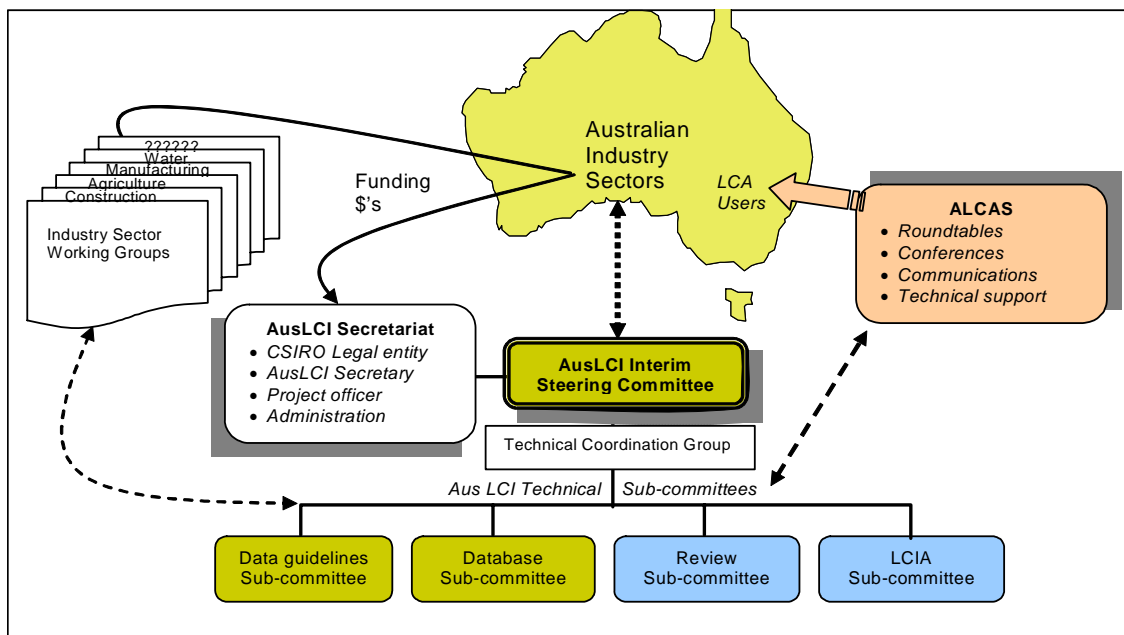 ??????
Water
Manufacturing
Agriculture
Construction
Industry Sector
Working Groups
Funding
$'s
Australian
Industry
Sectors
LCA
Users
ALCAS
• Roundtables
• Conferences
• Communications
• Technical support
AusLCI Secretariat
• CSIRO Legal entity
• AusLCI Secretary
• Project officer
• Administration
AusLCI Interim
Steering Committee
Technical Coordination Group
Aus LCI Technical Sub-committees
Data guidelines
Sub-committee
Database
Sub-committee
Review
Sub-committee
LCIA
Sub-committee